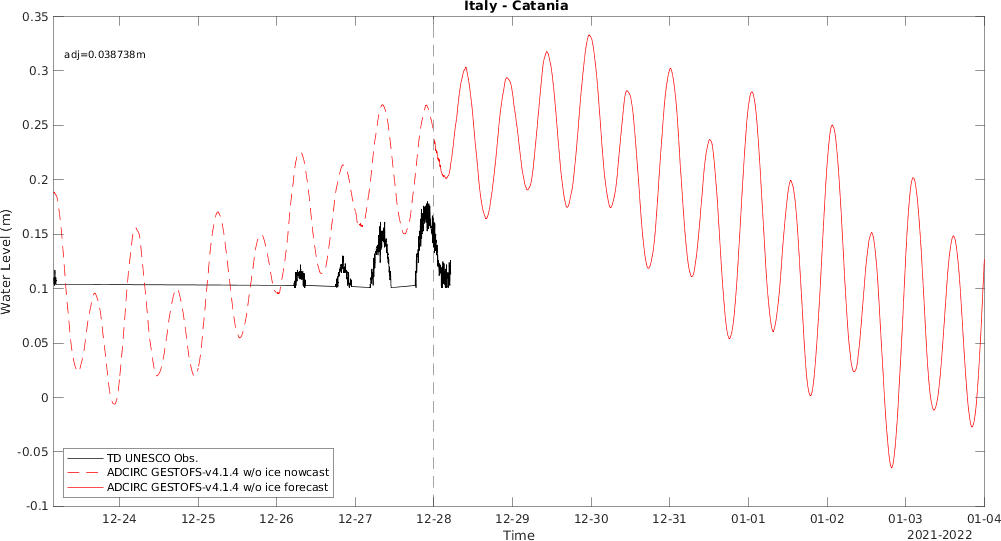 Italy - Catania
adj=0.038738m
0.35
0.3
0.25
0.2
0.15
0.1
0.05
0
-0.05
-0.1
Water Level (m)
TD UNESCO Obs.
ADCIRC GESTOFS-v4.1.4 w/o ice nowcast
ADCIRC GESTOFS-v4.1.4 w/o ice forecast
12-24 12-25 12-26 12-27 12-28 12-29 12-30 12-31 01-01 01-02 01-03 01-04
Time
2021-2022